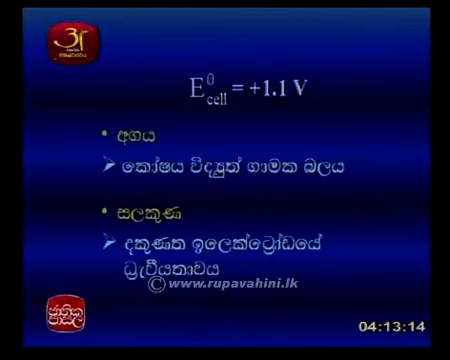 E⁰cell = +1.1 V
• අගය
➢ කෝෂය විද්‍යුත් ගාමක බලය
• සලකුණ
➢ දකුණත ඉලෙක්ට්‍රෝඩයේ
ධ්‍රැවීයතාවය
© www.rupavahini.lk
ජාතික
පාසල
04:13:14